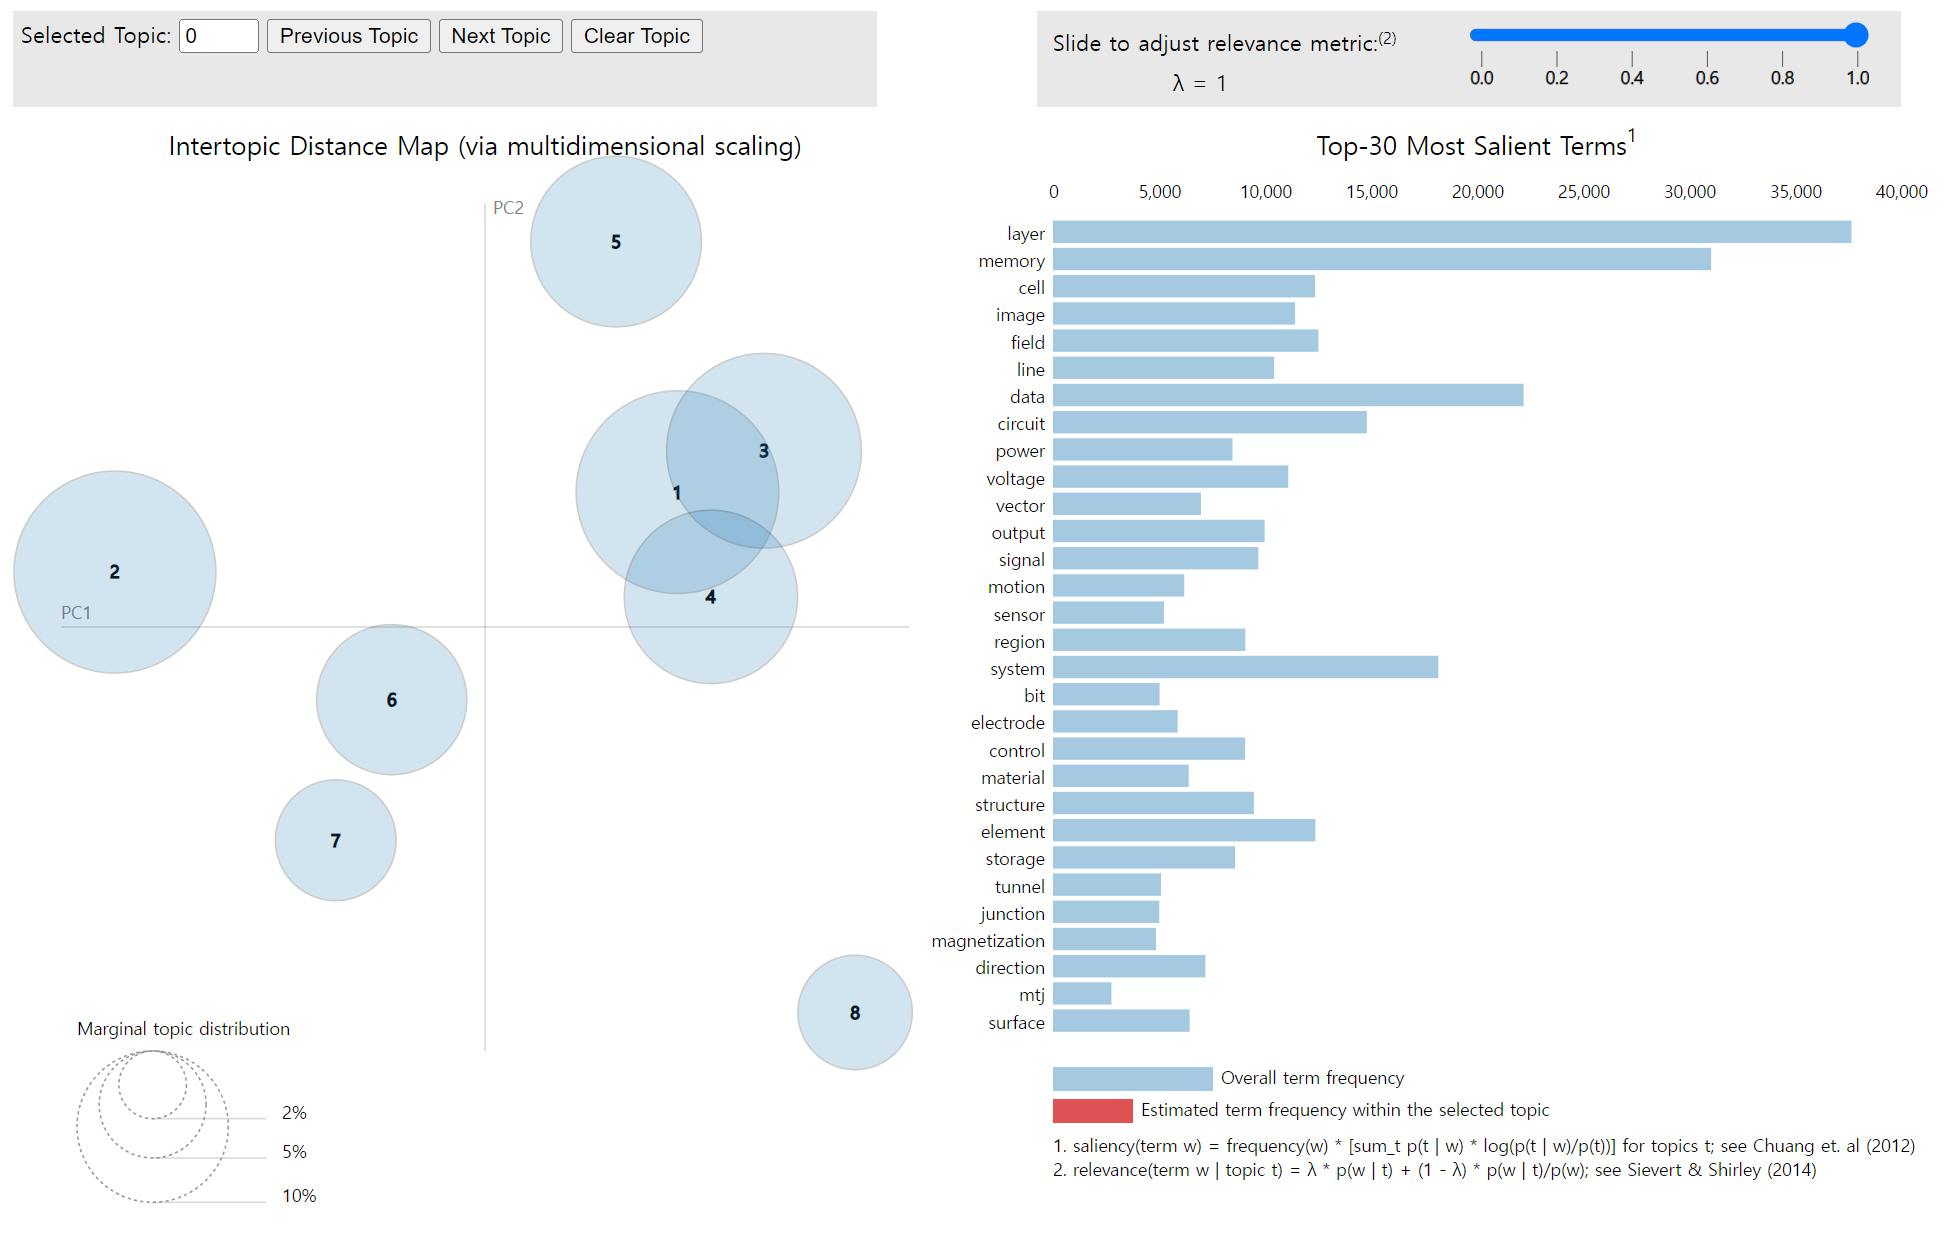 Selected Topic: 0 Previous Topic Next Topic Clear Topic
Slide to adjust relevance metric:(2)
λ = 1
0.0 0.2 0.4 0.6 0.8 1.0
Intertopic Distance Map (via multidimensional scaling)
PC2
PC1
5
3
1
2
4
6
7
8
Marginal topic distribution
2%
5%
10%
Top-30 Most Salient Terms1
0 5,000 10,000 15,000 20,000 25,000 30,000 35,000 40,000
layer
memory
cell
image
field
line
data
circuit
power
voltage
vector
output
signal
motion
sensor
region
system
bit
electrode
control
material
structure
element
storage
tunnel
junction
magnetization
direction
mtj
surface
Overall term frequency
Estimated term frequency within the selected topic
1. saliency(term w) = frequency(w) * [sum_t p(t | w) * log(p(t | w)/p(t))] for topics t; see Chuang et. al (2012)
2. relevance(term w | topic t) = λ * p(w | t) + (1 - λ) * p(w | t)/p(w); see Sievert & Shirley (2014)